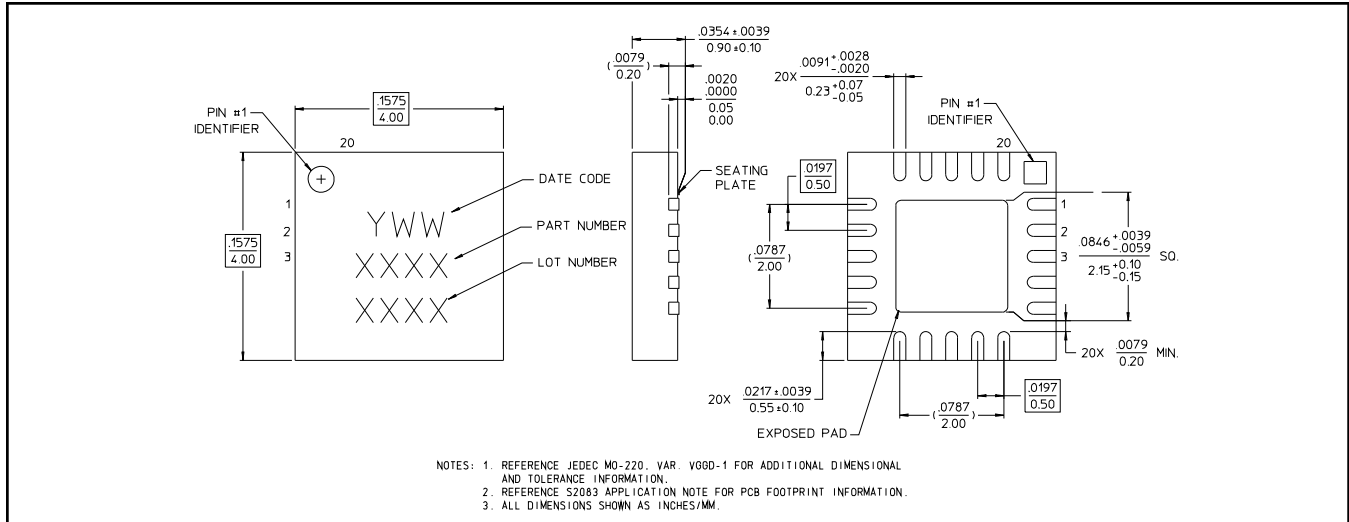 .0354 ±.0039
0.90±0.10
( .0079
0.20 )
.0020
.0000
0.05
0.00
.1575
4.00
PIN #1
IDENTIFIER
20
.1575
4.00
1
2
3
DATE CODE
PART NUMBER
LOT NUMBER
YWW
XXXX
XXXX
SEATING
PLATE
20X .0091 +.0028 -.0020
0.23 +0.07 -0.05
PIN #1
IDENTIFIER
20
.0197
0.50
( .0787
2.00 )
1
2
3
.0846 +.0039 -.0059
2.15 +0.10 -0.15
SQ.
20X .0079
0.20 MIN.
20X .0217 ±.0039
0.55±0.10
( .0787
2.00 )
.0197
0.50
EXPOSED PAD
NOTES: 1. REFERENCE JEDEC MO-220, VAR. VGGD-1 FOR ADDITIONAL DIMENSIONAL
AND TOLERANCE INFORMATION.
2. REFERENCE S2083 APPLICATION NOTE FOR PCB FOOTPRINT INFORMATION.
3. ALL DIMENSIONS SHOWN AS INCHES/MM.